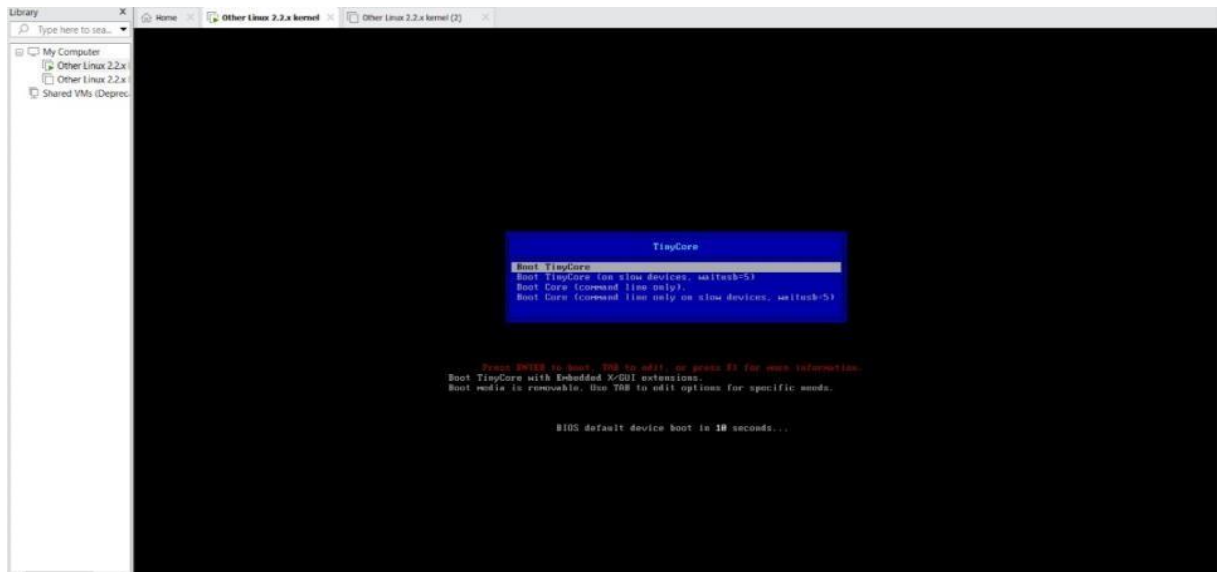 Library
X
Home
Other Linux 2.2.x kernel
Other Linux 2.2.x kernel (2)
Type here to sea...
My Computer
Other Linux 2.2.x
Other Linux 2.2.x
Shared VMs (Deprec
TinyCore
Boot TinyCore
Boot TinyCore (on slow devices, waitusb=5)
Boot Core (command line only).
Boot Core (command line only on slow devices, waitusb=5)
Press ENTER to boot, TAB to edit, or press F1 for more information.
Boot TinyCore with Embedded X/GUI extensions.
Boot media is removable. Use TAB to edit options for specific needs.
BIOS default device boot in 10 seconds...